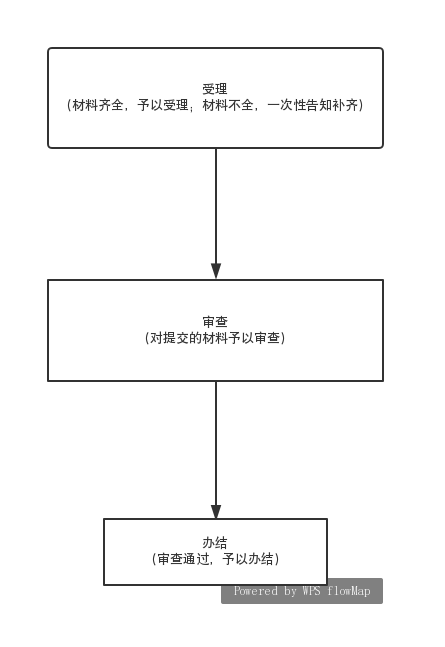 受理
（材料齐全，予以受理；材料不全，一次性告知补齐）
审查
（对提交的材料予以审查）
办结
（审查通过，予以办结）
Powered by WPS flowMap